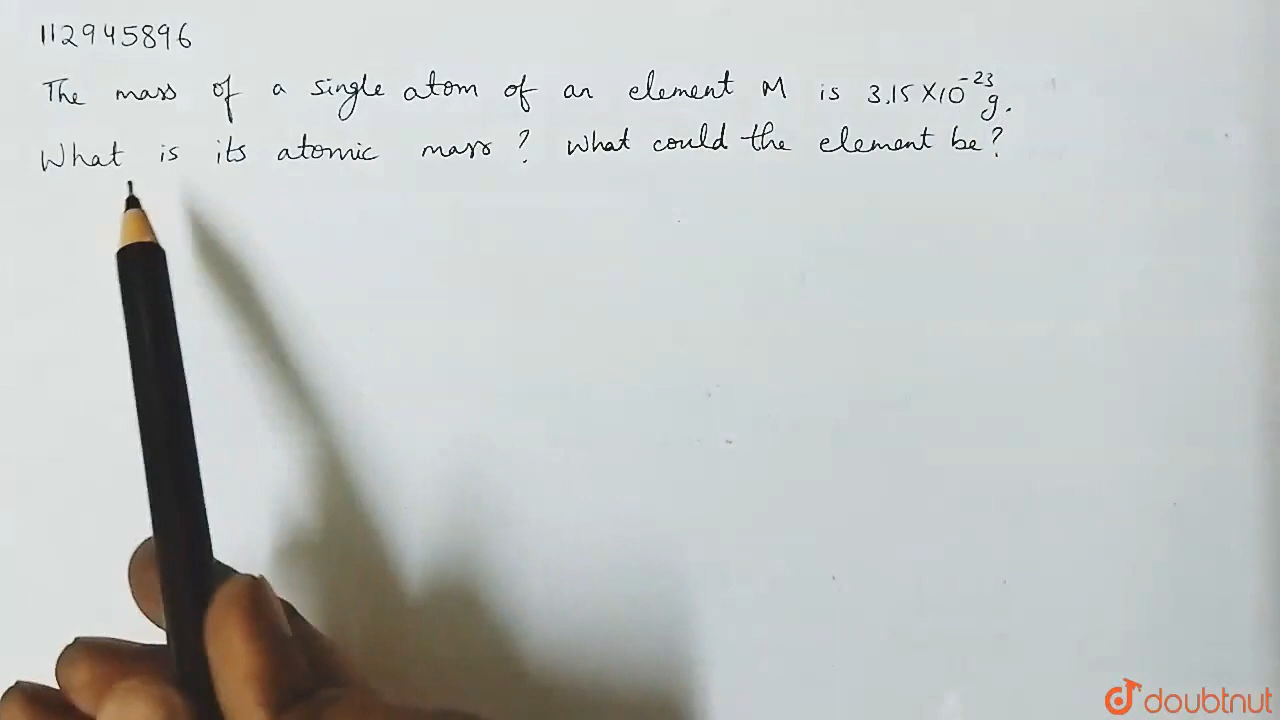 112945896
The mass of a single atom of an element M is 3.15 × 10⁻²³ g.
What is its atomic mass? What could the element be?
doubtnut